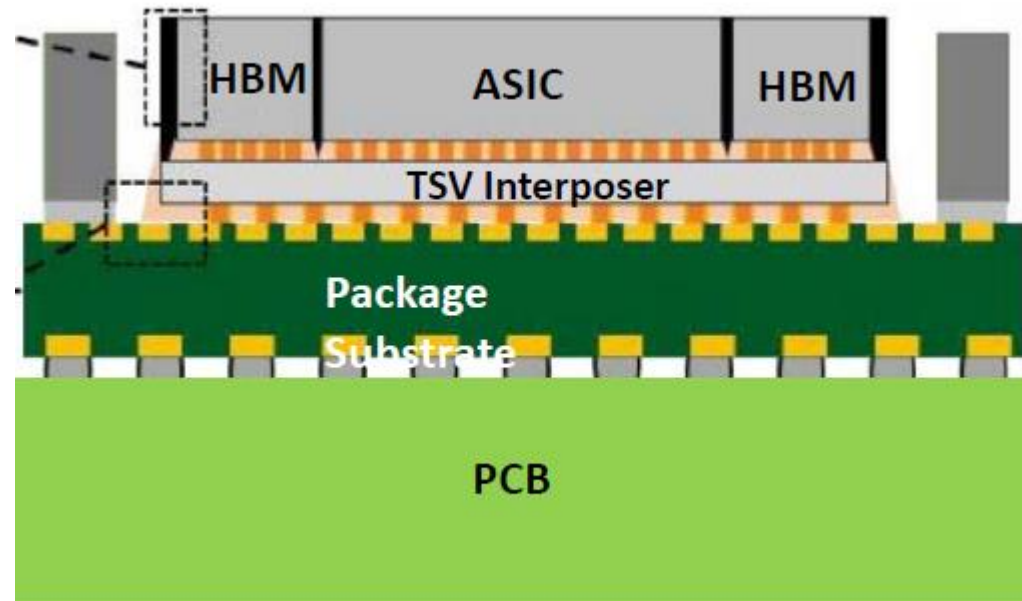 HBM
ASIC
HBM
TSV Interposer
Package
Substrate
PCB